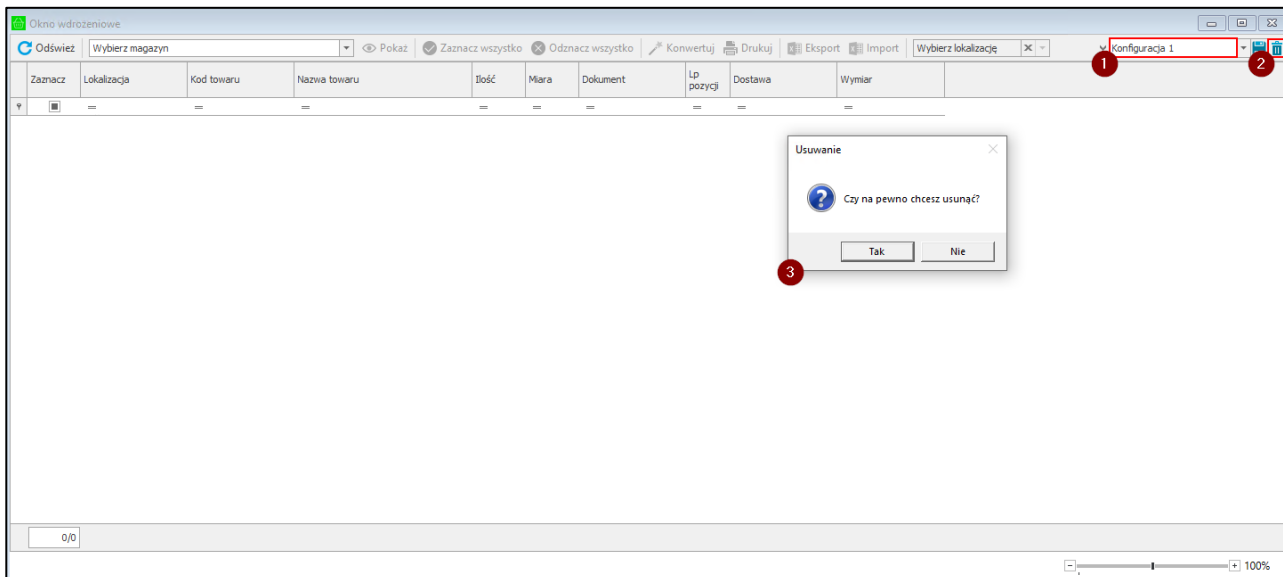 Okno wdrożeniowe
Odśwież Wybierz magazyn Pokaż Zaznacz wszystko Odznacz wszystko Konwertuj Drukuj Eksport Import Wybierz lokalizację Konfiguracja 1
1 2
Zaznacz Lokalizacja Kod towaru Nazwa towaru Ilość Miara Dokument Lp pozycji Dostawa Wymiar
= = = = = = = = =
Usuwanie
Czy na pewno chcesz usunąć?
Tak Nie
3
0/0
100%